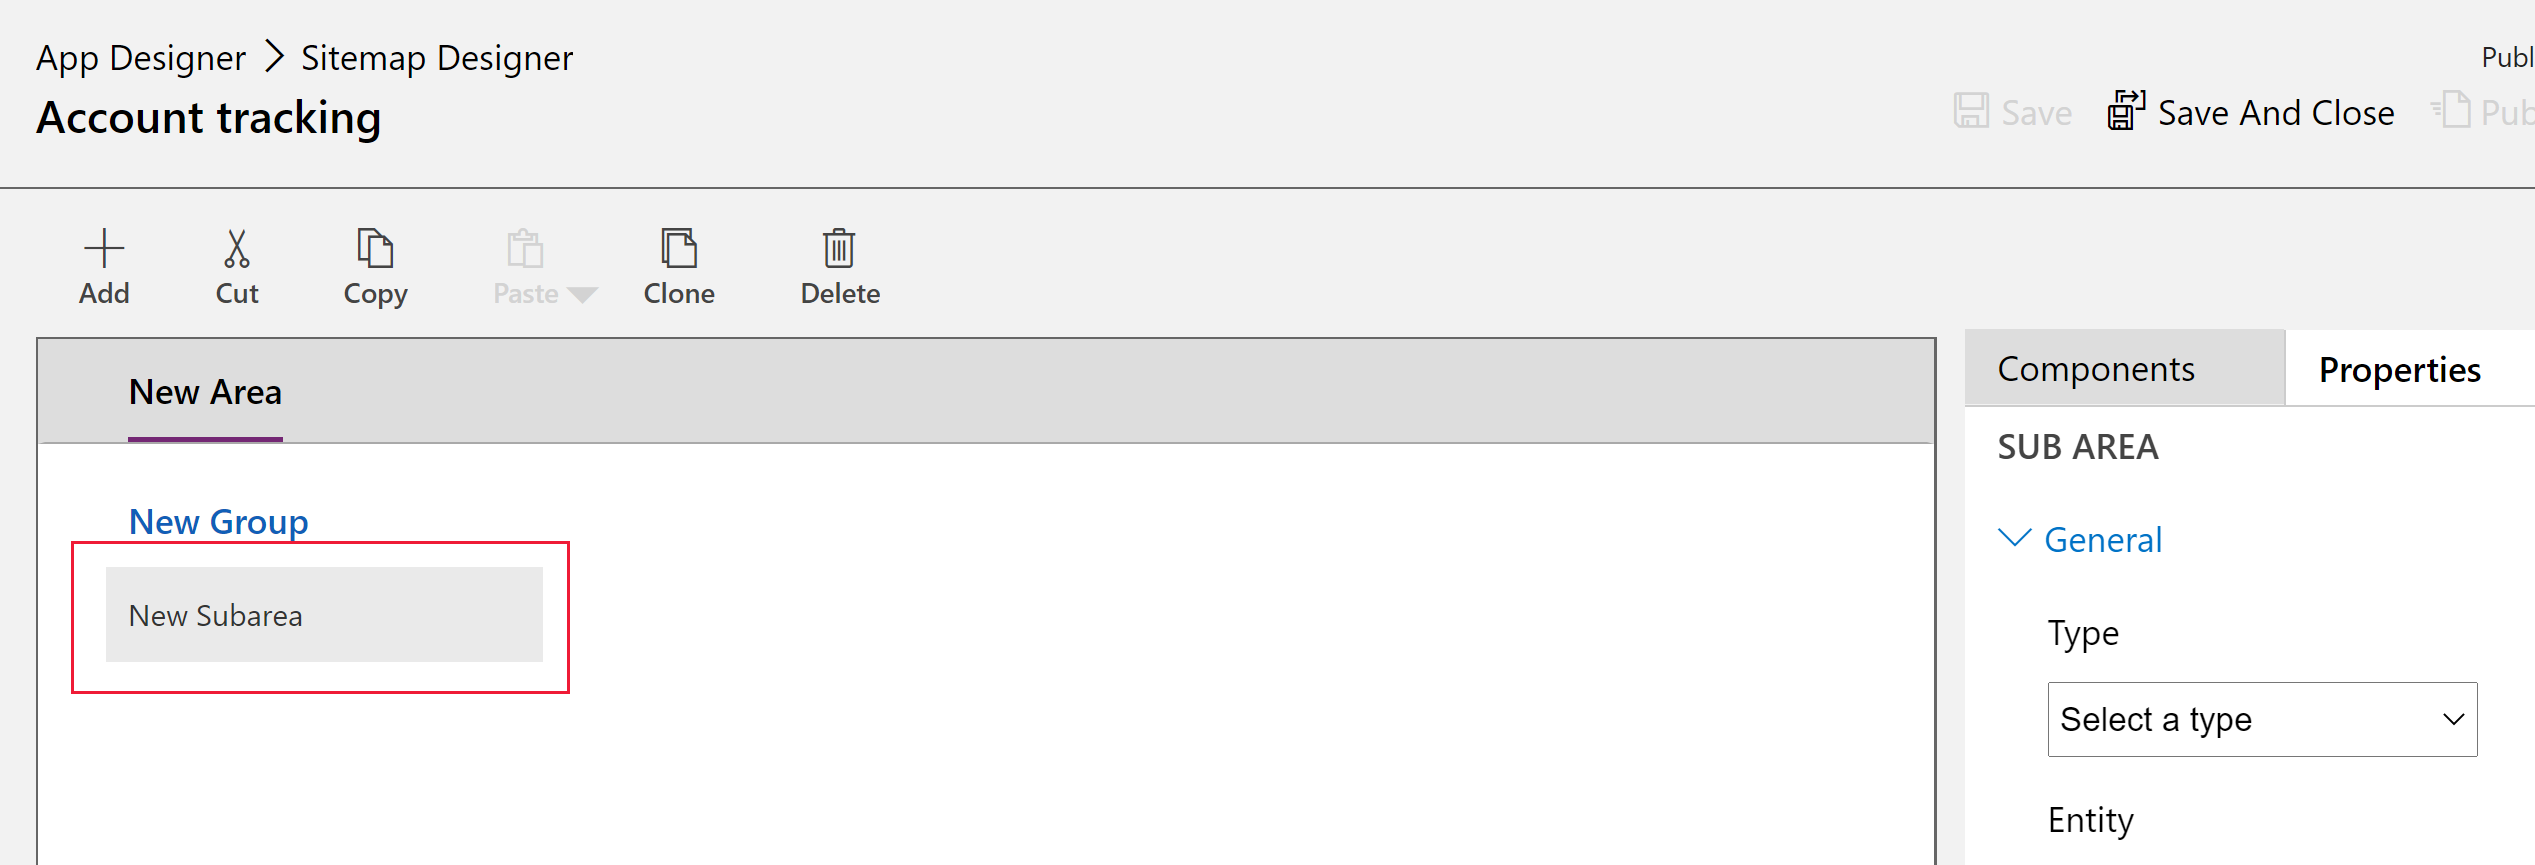 App Designer > Sitemap Designer
Publ
Account tracking
Save
Save And Close
Pub
Add
Cut
Copy
Paste
Clone
Delete
New Area
Components
Properties
SUB AREA
New Group
General
New Subarea
Type
Select a type
Entity